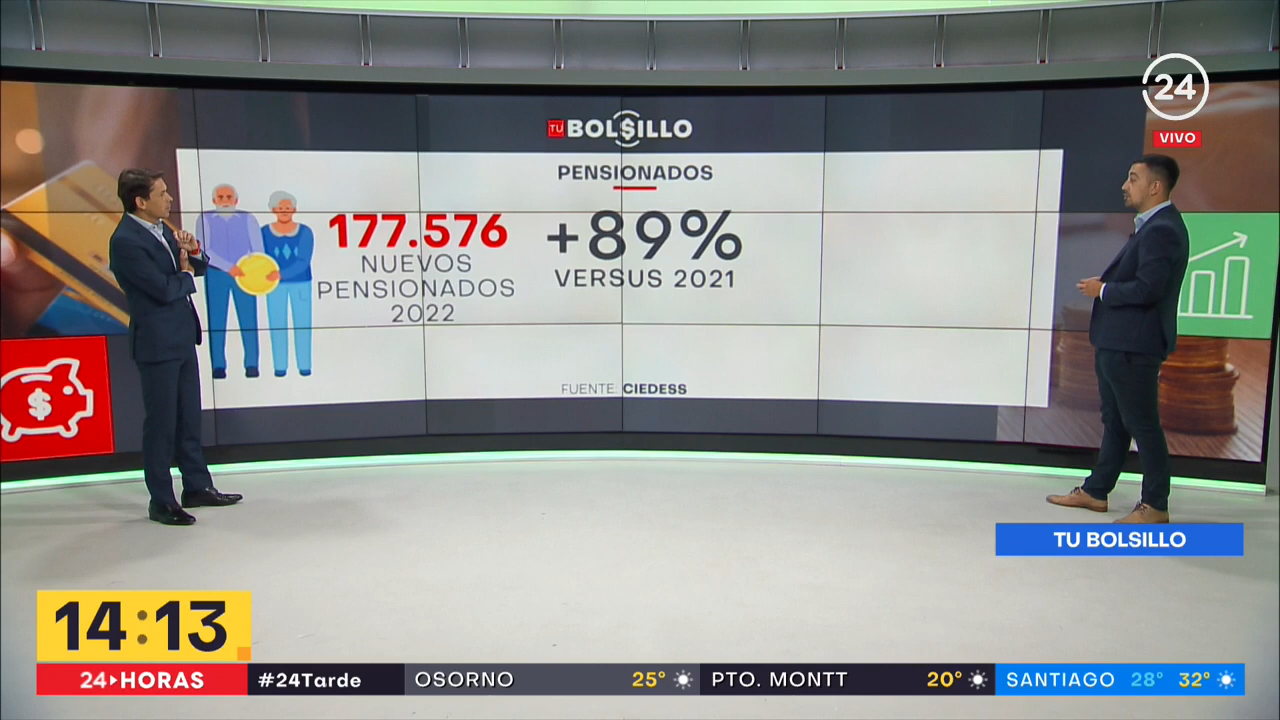 24
VIVO
TU BOLSILLO
PENSIONADOS
177.576
NUEVOS
PENSIONADOS
2022
+89%
VERSUS 2021
FUENTE: CIEDESS
TU BOLSILLO
14:13
24 HORAS
#24Tarde
OSORNO 25°
PTO. MONTT 20°
SANTIAGO 28° 32°